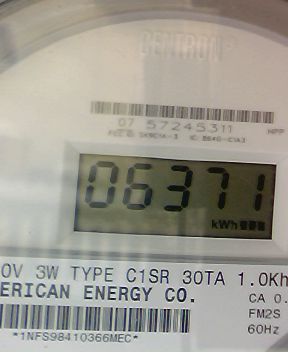 CENTRON®
07 57245311
HPP
06371
kWh
0V 3W TYPE C1SR 30TA 1.0Kh
ERICAN ENERGY CO.
CA 0.
FM2S
60Hz
*1NFS98410366MEC*